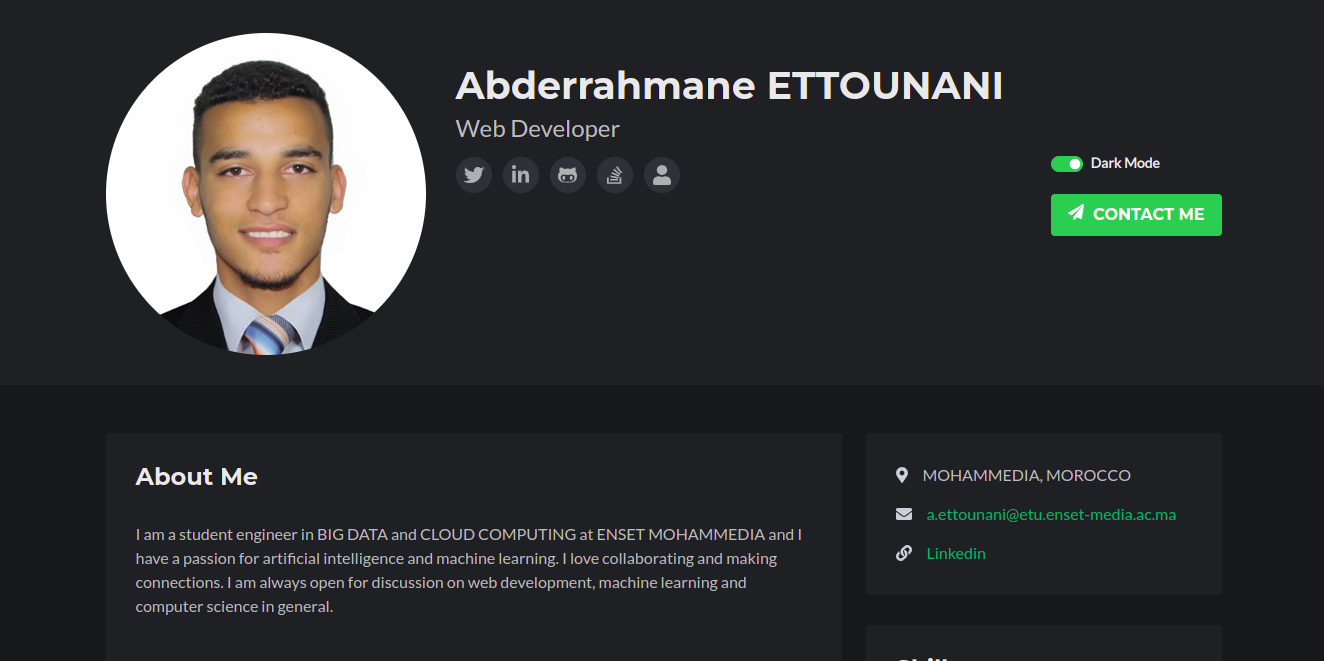 Abderrahmane ETTOUNANI
Web Developer
Dark Mode
CONTACT ME
About Me
I am a student engineer in BIG DATA and CLOUD COMPUTING at ENSET MOHAMMEDIA and I
have a passion for artificial intelligence and machine learning. I love collaborating and making
connections. I am always open for discussion on web development, machine learning and
computer science in general.
MOHAMMEDIA, MOROCCO
a.ettounani@etu.enset-media.ac.ma
Linkedin